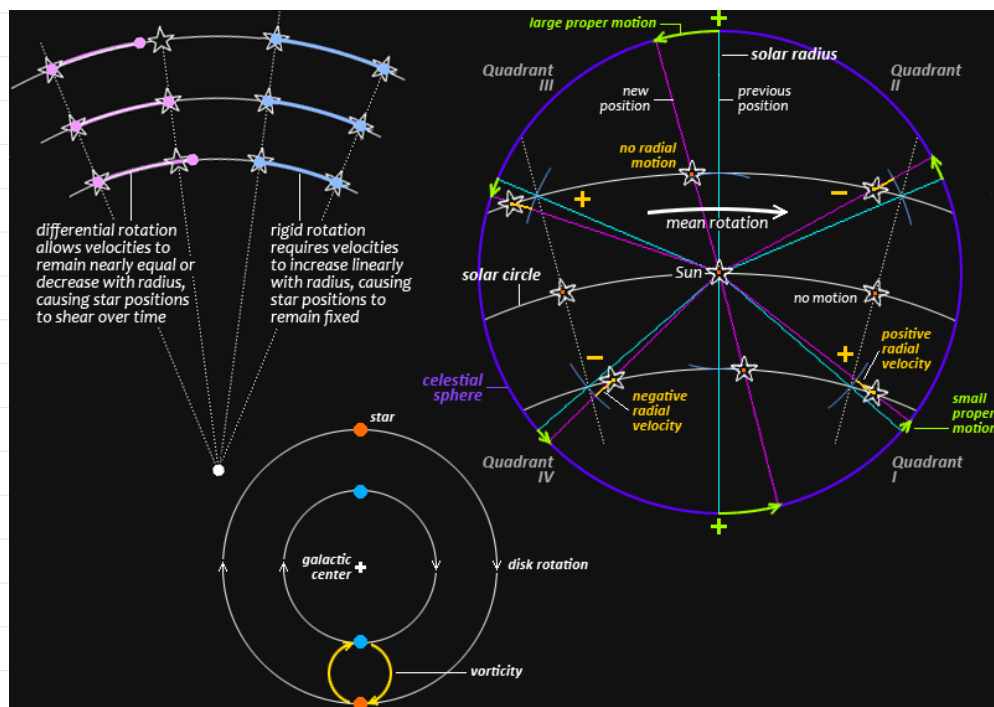 differential rotation
allows velocities to
remain nearly equal or
decrease with radius,
causing star positions
to shear over time
rigid rotation
requires velocities
to increase linearly
with radius, causing
star positions to
remain fixed
large proper motion
+
solar radius
Quadrant
III
Quadrant
II
new
position
previous
position
no radial
motion
+
−
mean rotation
Sun
solar circle
no motion
−
+
positive
radial
velocity
celestial
sphere
negative
radial
velocity
small
proper
motion
Quadrant
IV
Quadrant
I
+
star
galactic
center
disk rotation
vorticity